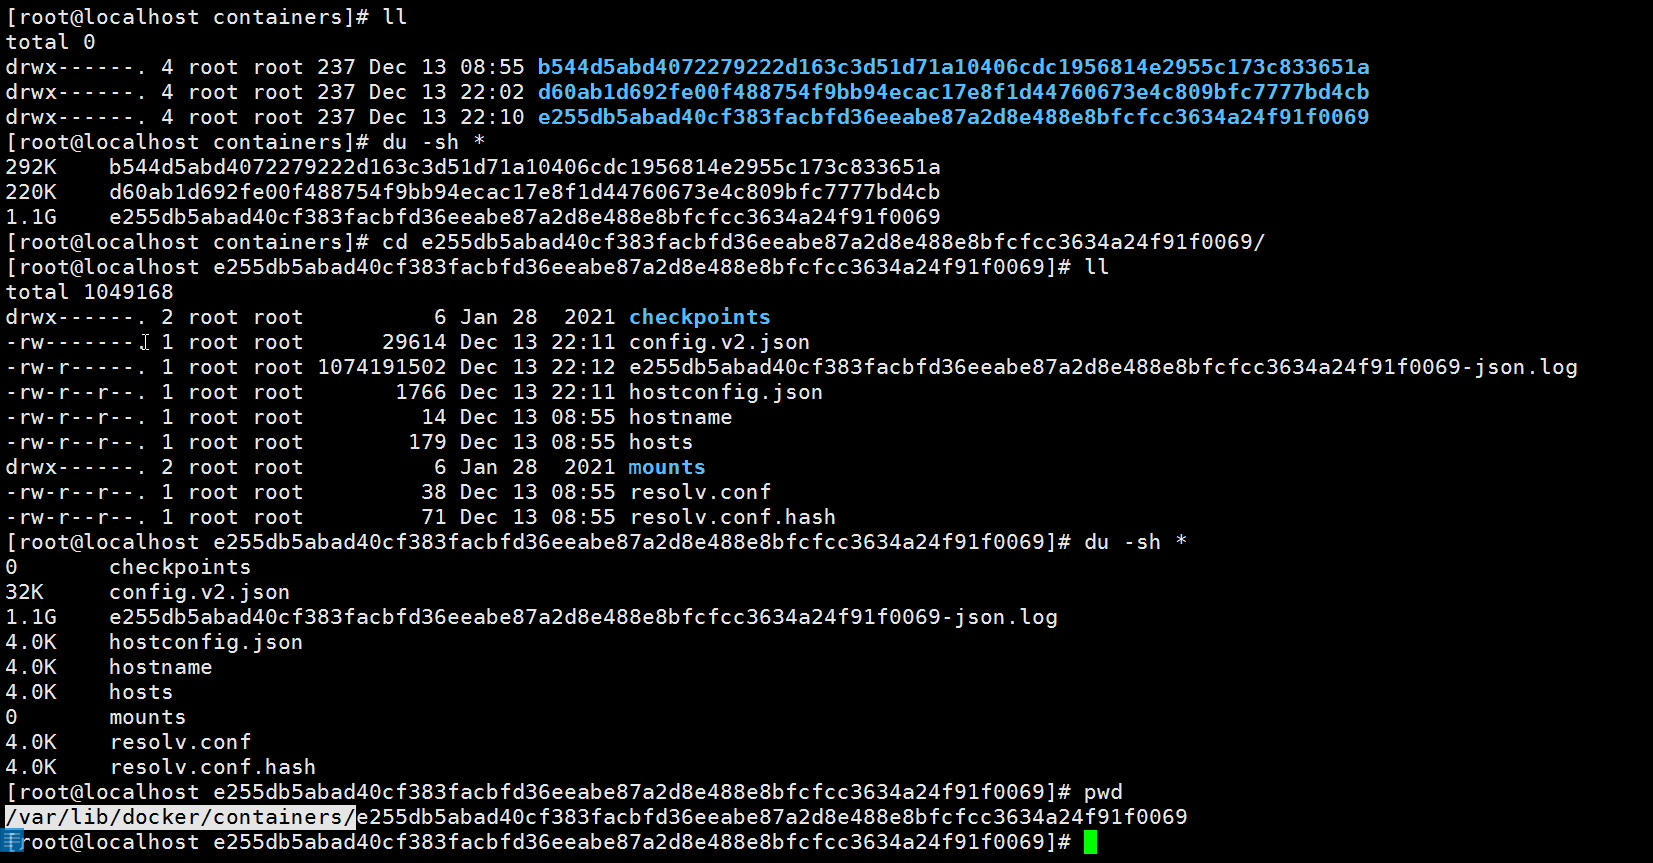 [root@localhost containers]# ll
total 0
drwx------. 4 root root 237 Dec 13 08:55 b544d5abd4072279222d163c3d51d71a10406cdc1956814e2955c173c833651a
drwx------. 4 root root 237 Dec 13 22:02 d60ab1d692fe00f488754f9bb94ecac17e8f1d44760673e4c809bfc7777bd4cb
drwx------. 4 root root 237 Dec 13 22:10 e255db5abad40cf383facbfd36eeabe87a2d8e488e8bfcfcc3634a24f91f0069
[root@localhost containers]# du -sh *
292K    b544d5abd4072279222d163c3d51d71a10406cdc1956814e2955c173c833651a
220K    d60ab1d692fe00f488754f9bb94ecac17e8f1d44760673e4c809bfc7777bd4cb
1.1G    e255db5abad40cf383facbfd36eeabe87a2d8e488e8bfcfcc3634a24f91f0069
[root@localhost containers]# cd e255db5abad40cf383facbfd36eeabe87a2d8e488e8bfcfcc3634a24f91f0069/
[root@localhost e255db5abad40cf383facbfd36eeabe87a2d8e488e8bfcfcc3634a24f91f0069]# ll
total 1049168
drwx------. 2 root root          6 Jan 28  2021 checkpoints
-rw-------. 1 root root      29614 Dec 13 22:11 config.v2.json
-rw-r-----. 1 root root 1074191502 Dec 13 22:12 e255db5abad40cf383facbfd36eeabe87a2d8e488e8bfcfcc3634a24f91f0069-json.log
-rw-r--r--. 1 root root       1766 Dec 13 22:11 hostconfig.json
-rw-r--r--. 1 root root         14 Dec 13 08:55 hostname
-rw-r--r--. 1 root root        179 Dec 13 08:55 hosts
drwx------. 2 root root          6 Jan 28  2021 mounts
-rw-r--r--. 1 root root         38 Dec 13 08:55 resolv.conf
-rw-r--r--. 1 root root         71 Dec 13 08:55 resolv.conf.hash
[root@localhost e255db5abad40cf383facbfd36eeabe87a2d8e488e8bfcfcc3634a24f91f0069]# du -sh *
0       checkpoints
32K     config.v2.json
1.1G    e255db5abad40cf383facbfd36eeabe87a2d8e488e8bfcfcc3634a24f91f0069-json.log
4.0K    hostconfig.json
4.0K    hostname
4.0K    hosts
0       mounts
4.0K    resolv.conf
4.0K    resolv.conf.hash
[root@localhost e255db5abad40cf383facbfd36eeabe87a2d8e488e8bfcfcc3634a24f91f0069]# pwd
/var/lib/docker/containers/e255db5abad40cf383facbfd36eeabe87a2d8e488e8bfcfcc3634a24f91f0069
[root@localhost e255db5abad40cf383facbfd36eeabe87a2d8e488e8bfcfcc3634a24f91f0069]#